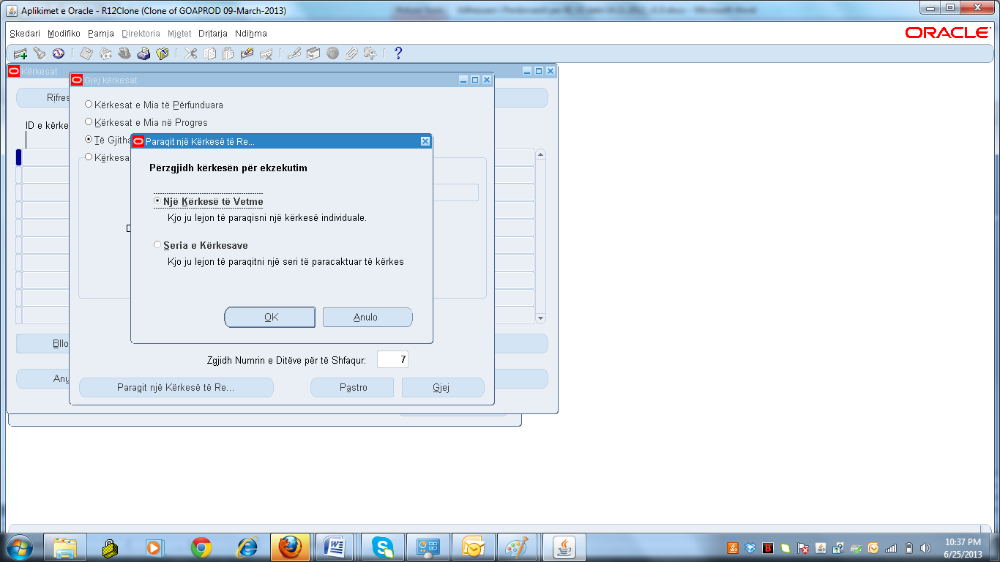 Aplikimet e Oracle - R12Clone (Clone of GOAPROD 09-March-2013)
Skedari Modifiko Pamja Direktoria Mjetet Dritarja Ndihma
ORACLE
Kërkesat
Gjej kërkesat
Rifres
Kërkesat e Mia të Përfunduara
ID e kërke
Kërkesat e Mia në Progres
Të Gjitha
Paraqit një Kërkesë të Re...
Kërkesa
Përzgjidh kërkesën për ekzekutim
Një Kërkesë të Vetme
Kjo ju lejon të paraqisni një kërkesë individuale.
Seria e Kërkesave
Kjo ju lejon të paraqitni një seri të paracaktuar të kërkes
OK Anulo
Bllo
Zgjidh Numrin e Ditëve për të Shfaqur: 7
Anu
Paraqit një Kërkesë të Re... Pastro Gjej
10:37 PM
6/25/2013